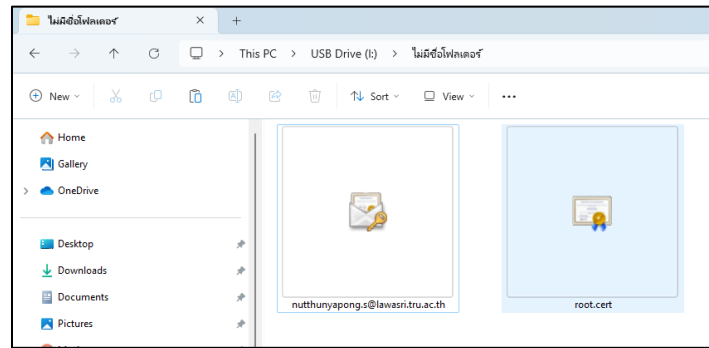 ไม่มีชื่อโฟลเดอร์
This PC > USB Drive (I:) > ไม่มีชื่อโฟลเดอร์
New
Sort
View
Home
Gallery
OneDrive
Desktop
Downloads
Documents
Pictures
nutthunyapong.s@lawasri.tru.ac.th
root.cert